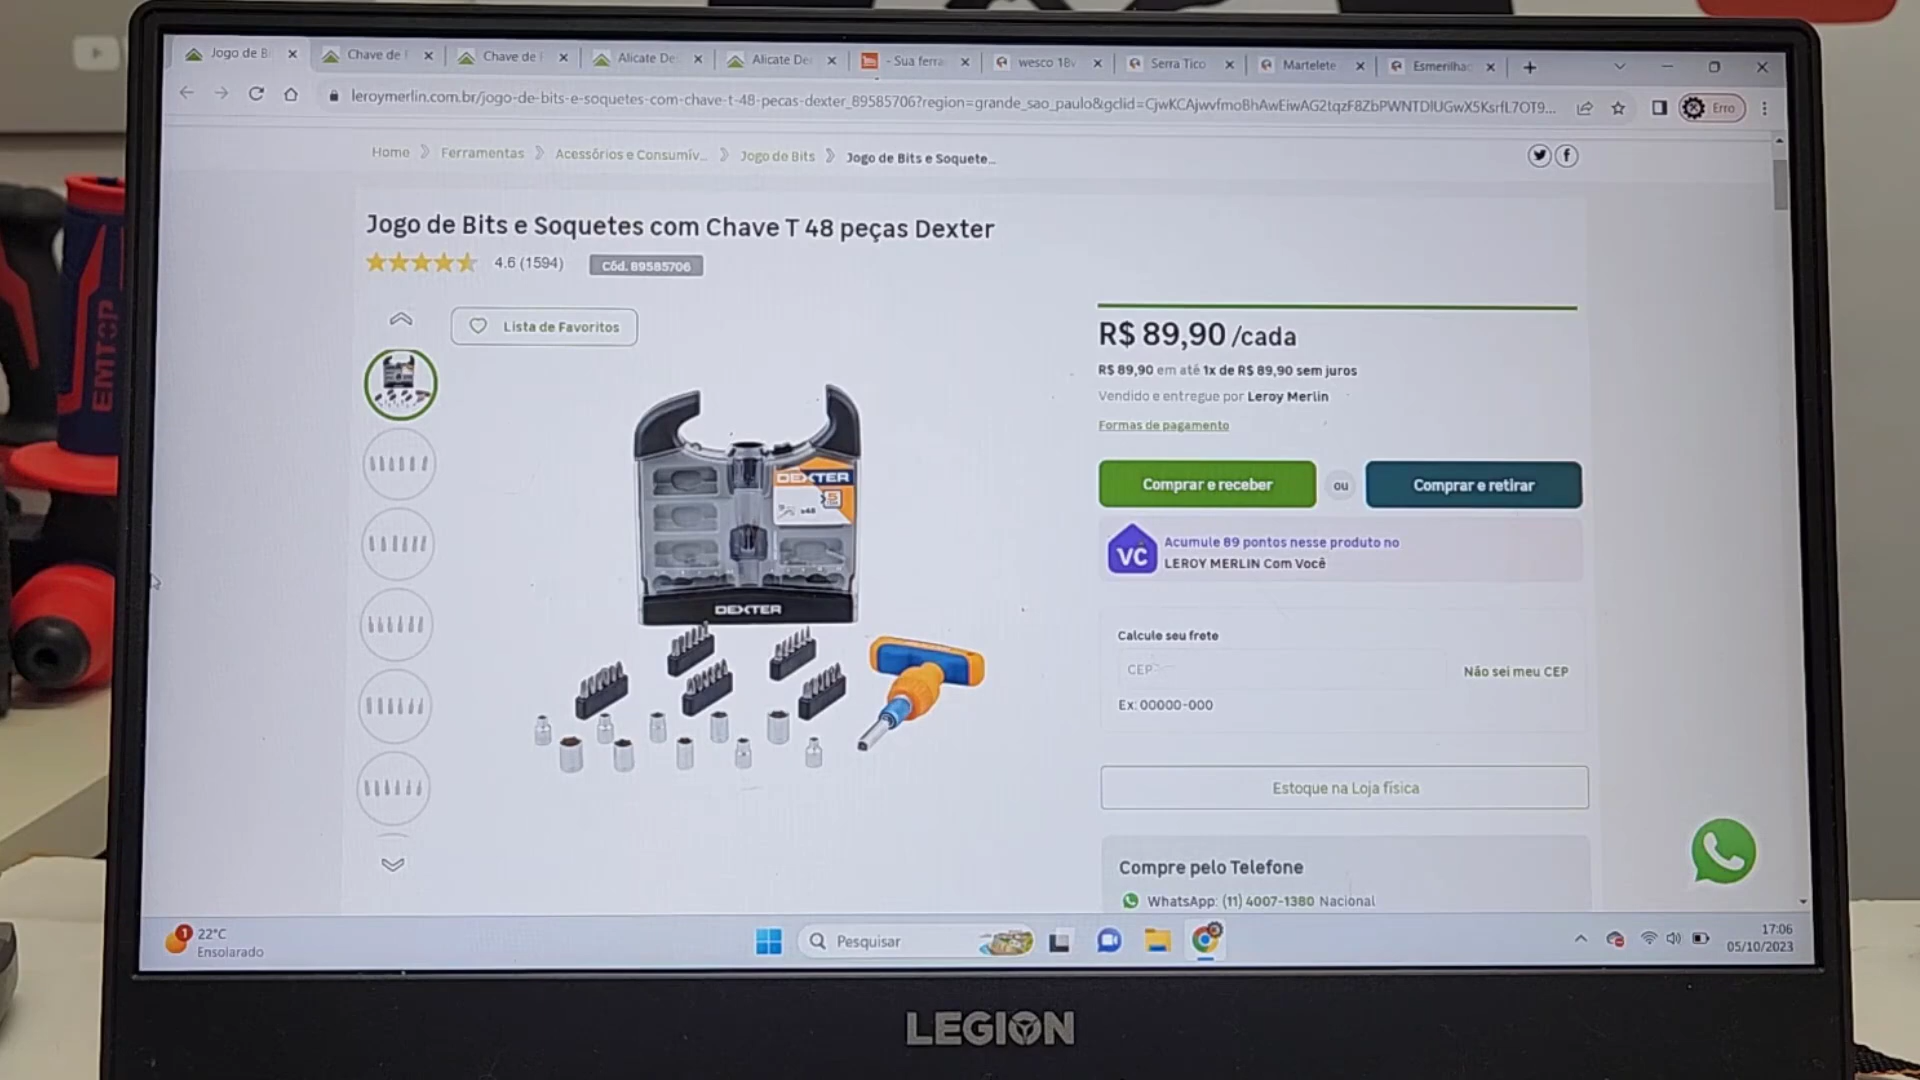 Jogo de B
Chave de
Chave de
Alicate De
Alicate De
- Sua ferra
wesco 18v
Serra Tico
Martelete
Esmerilha
leroymerlin.com.br/jogo-de-bits-e-soquetes-com-chave-t-48-pecas-dexter_89585706?region=grande_sao_paulo&gclid=CjwKCAjwvfmoBhAwEiwAG2tqzF8ZbPWNTDIUGwX5KsrfL7OT9...
Erro
Home
Ferramentas
Acessórios e Consumív...
Jogo de Bits
Jogo de Bits e Soquete...
Jogo de Bits e Soquetes com Chave T 48 peças Dexter
4.6 (1594)
Cód. 89585706
Lista de Favoritos
R$ 89,90 /cada
R$ 89,90 em até 1x de R$ 89,90 sem juros
Vendido e entregue por Leroy Merlin
Formas de pagamento
Comprar e receber
ou
Comprar e retirar
VC
Acumule 89 pontos nesse produto no
LEROY MERLIN Com Você
Calcule seu frete
CEP
Não sei meu CEP
Ex: 00000-000
Estoque na Loja física
Compre pelo Telefone
WhatsApp: (11) 4007-1380 Nacional
DEXTER
5
x48
DEXTER
EMTOP
1
22°C
Ensolarado
Pesquisar
17:06
05/10/2023
LEGION